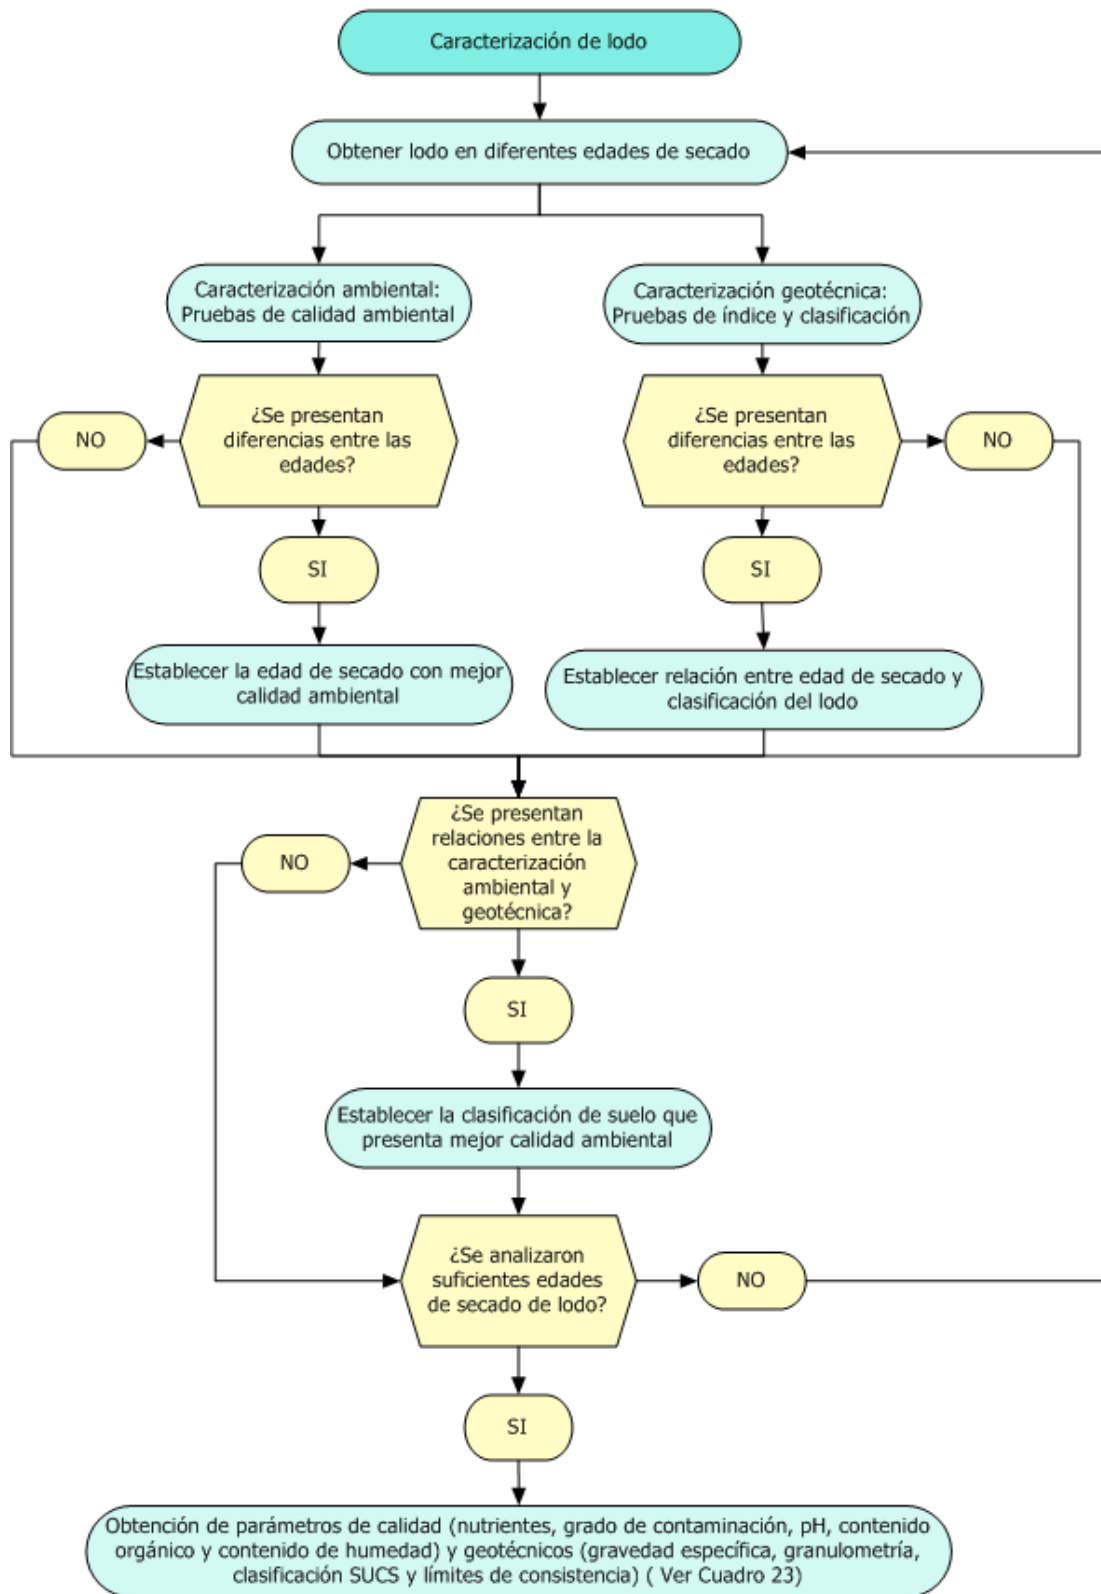 Caracterización de lodo
Obtener lodo en diferentes edades de secado
Caracterización ambiental:
Pruebas de calidad ambiental
Caracterización geotécnica:
Pruebas de índice y clasificación
¿Se presentan
diferencias entre las
edades?
NO
¿Se presentan
diferencias entre las
edades?
NO
SI
SI
Establecer la edad de secado con mejor
calidad ambiental
Establecer relación entre edad de secado y
clasificación del lodo
¿Se presentan
relaciones entre la
caracterización
ambiental y
geotécnica?
NO
SI
Establecer la clasificación de suelo que
presenta mejor calidad ambiental
¿Se analizaron
suficientes edades
de secado de lodo?
NO
SI
Obtención de parámetros de calidad (nutrientes, grado de contaminación, pH, contenido
orgánico y contenido de humedad) y geotécnicos (gravedad específica, granulometría,
clasificación SUCS y límites de consistencia) ( Ver Cuadro 23)